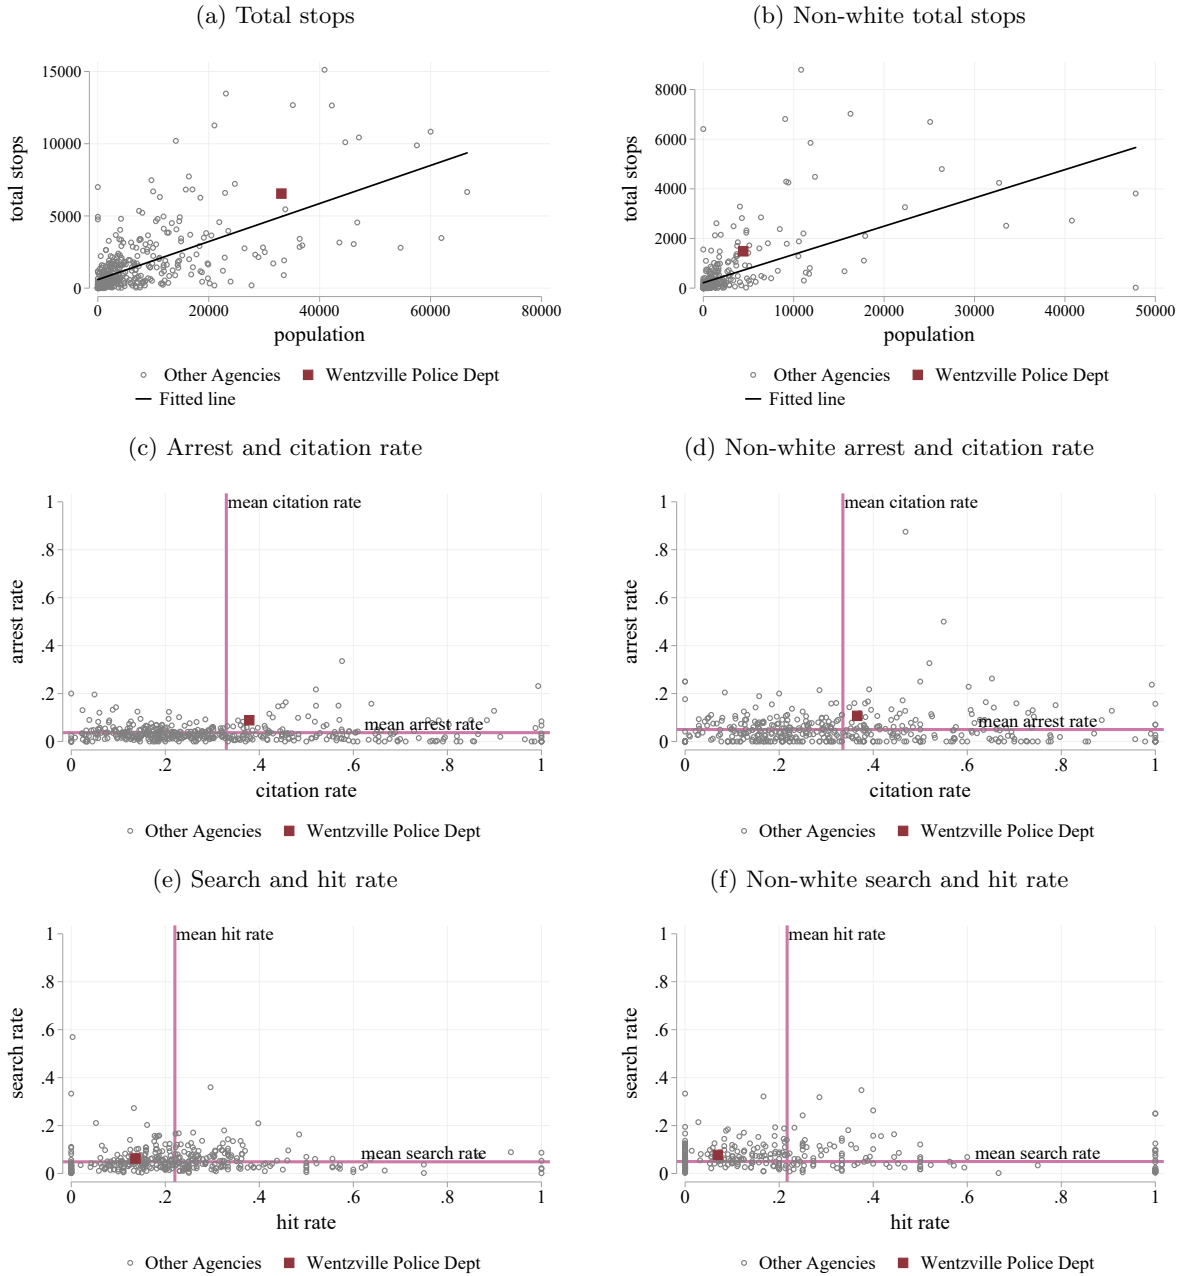 (a) Total stops
(b) Non-white total stops
15000
10000
5000
0
total stops
0 20000 40000 60000 80000
population
Other Agencies Wentzville Police Dept
Fitted line
8000
6000
4000
2000
0
total stops
0 10000 20000 30000 40000 50000
population
Other Agencies Wentzville Police Dept
Fitted line
(c) Arrest and citation rate
(d) Non-white arrest and citation rate
1
.8
.6
.4
.2
0
arrest rate
mean citation rate
mean arrest rate
0 .2 .4 .6 .8 1
citation rate
Other Agencies Wentzville Police Dept
1
.8
.6
.4
.2
0
arrest rate
mean citation rate
mean arrest rate
0 .2 .4 .6 .8 1
citation rate
Other Agencies Wentzville Police Dept
(e) Search and hit rate
(f) Non-white search and hit rate
1
.8
.6
.4
.2
0
search rate
mean hit rate
mean search rate
0 .2 .4 .6 .8 1
hit rate
Other Agencies Wentzville Police Dept
1
.8
.6
.4
.2
0
search rate
mean hit rate
mean search rate
0 .2 .4 .6 .8 1
hit rate
Other Agencies Wentzville Police Dept